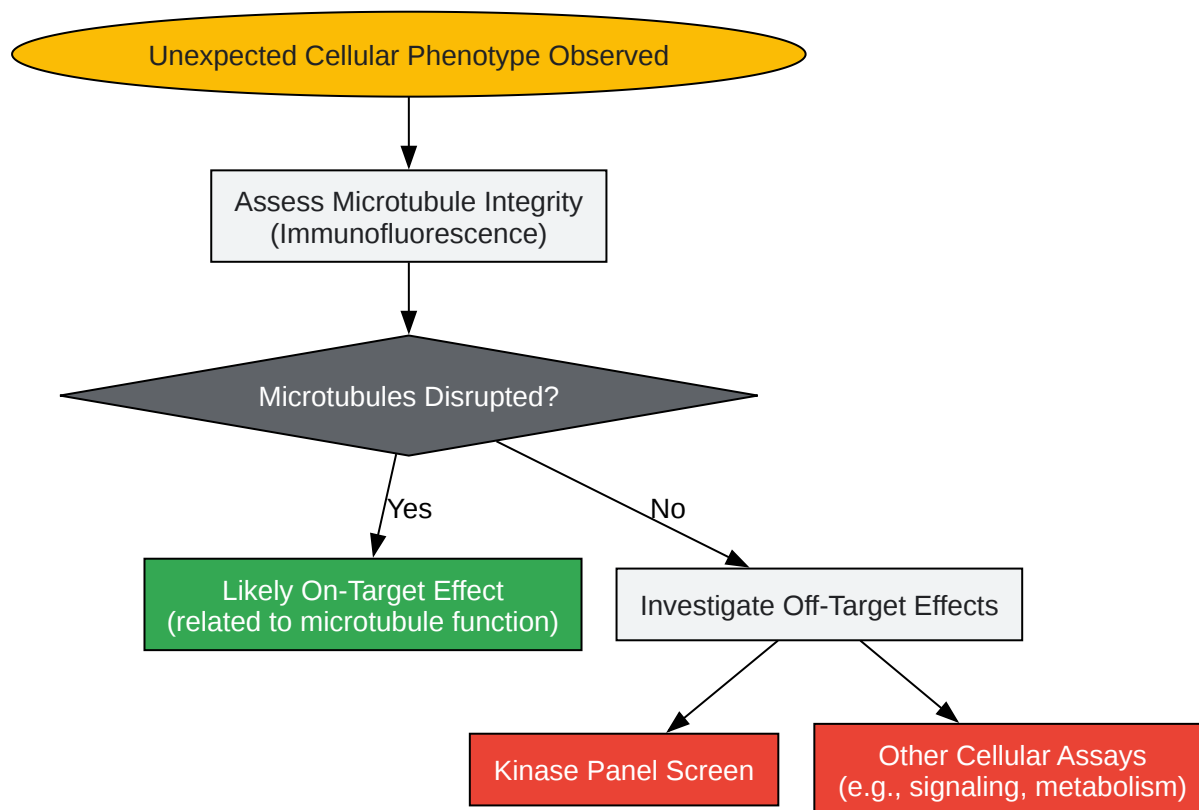 Unexpected Cellular Phenotype Observed
Assess Microtubule Integrity
(Immunofluorescence)
Microtubules Disrupted?
Yes
No
Likely On-Target Effect
(related to microtubule function)
Investigate Off-Target Effects
Kinase Panel Screen
Other Cellular Assays
(e.g., signaling, metabolism)